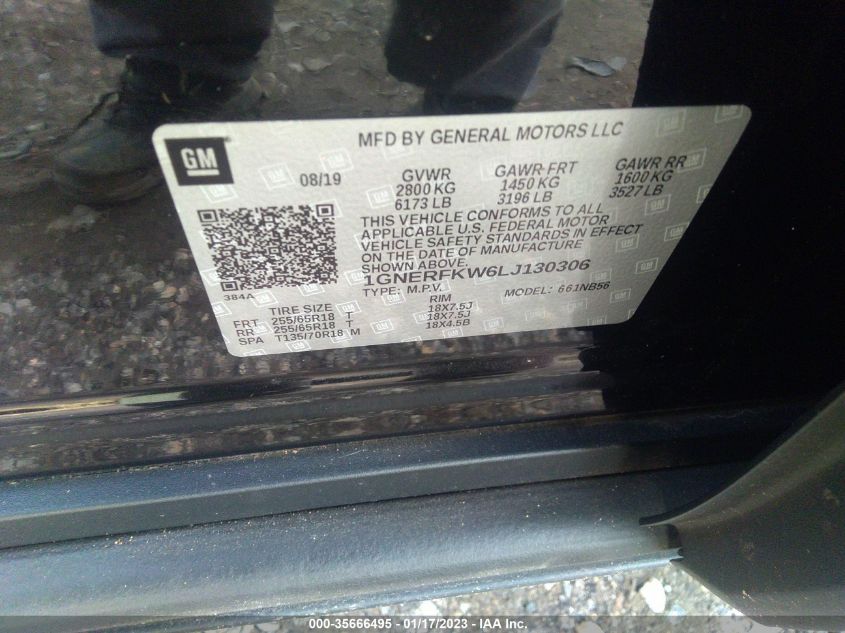 MFD BY GENERAL MOTORS LLC
GM
08/19 GVWR GAWR FRT GAWR RR
2800 KG 1450 KG 1600 KG
6173 LB 3196 LB 3527 LB
THIS VEHICLE CONFORMS TO ALL
APPLICABLE U.S. FEDERAL MOTOR
VEHICLE SAFETY STANDARDS IN EFFECT
ON THE DATE OF MANUFACTURE
SHOWN ABOVE.
1GNERFKW6LJ130306
384A TYPE: M.P.V. MODEL: 661NB56
TIRE SIZE RIM
FRT 255/65R18 T 18X7.5J
RR 255/65R18 T 18X7.5J
SPA T135/70R18 M 18X4.5B
000-35666495 - 01/17/2023 - IAA Inc.